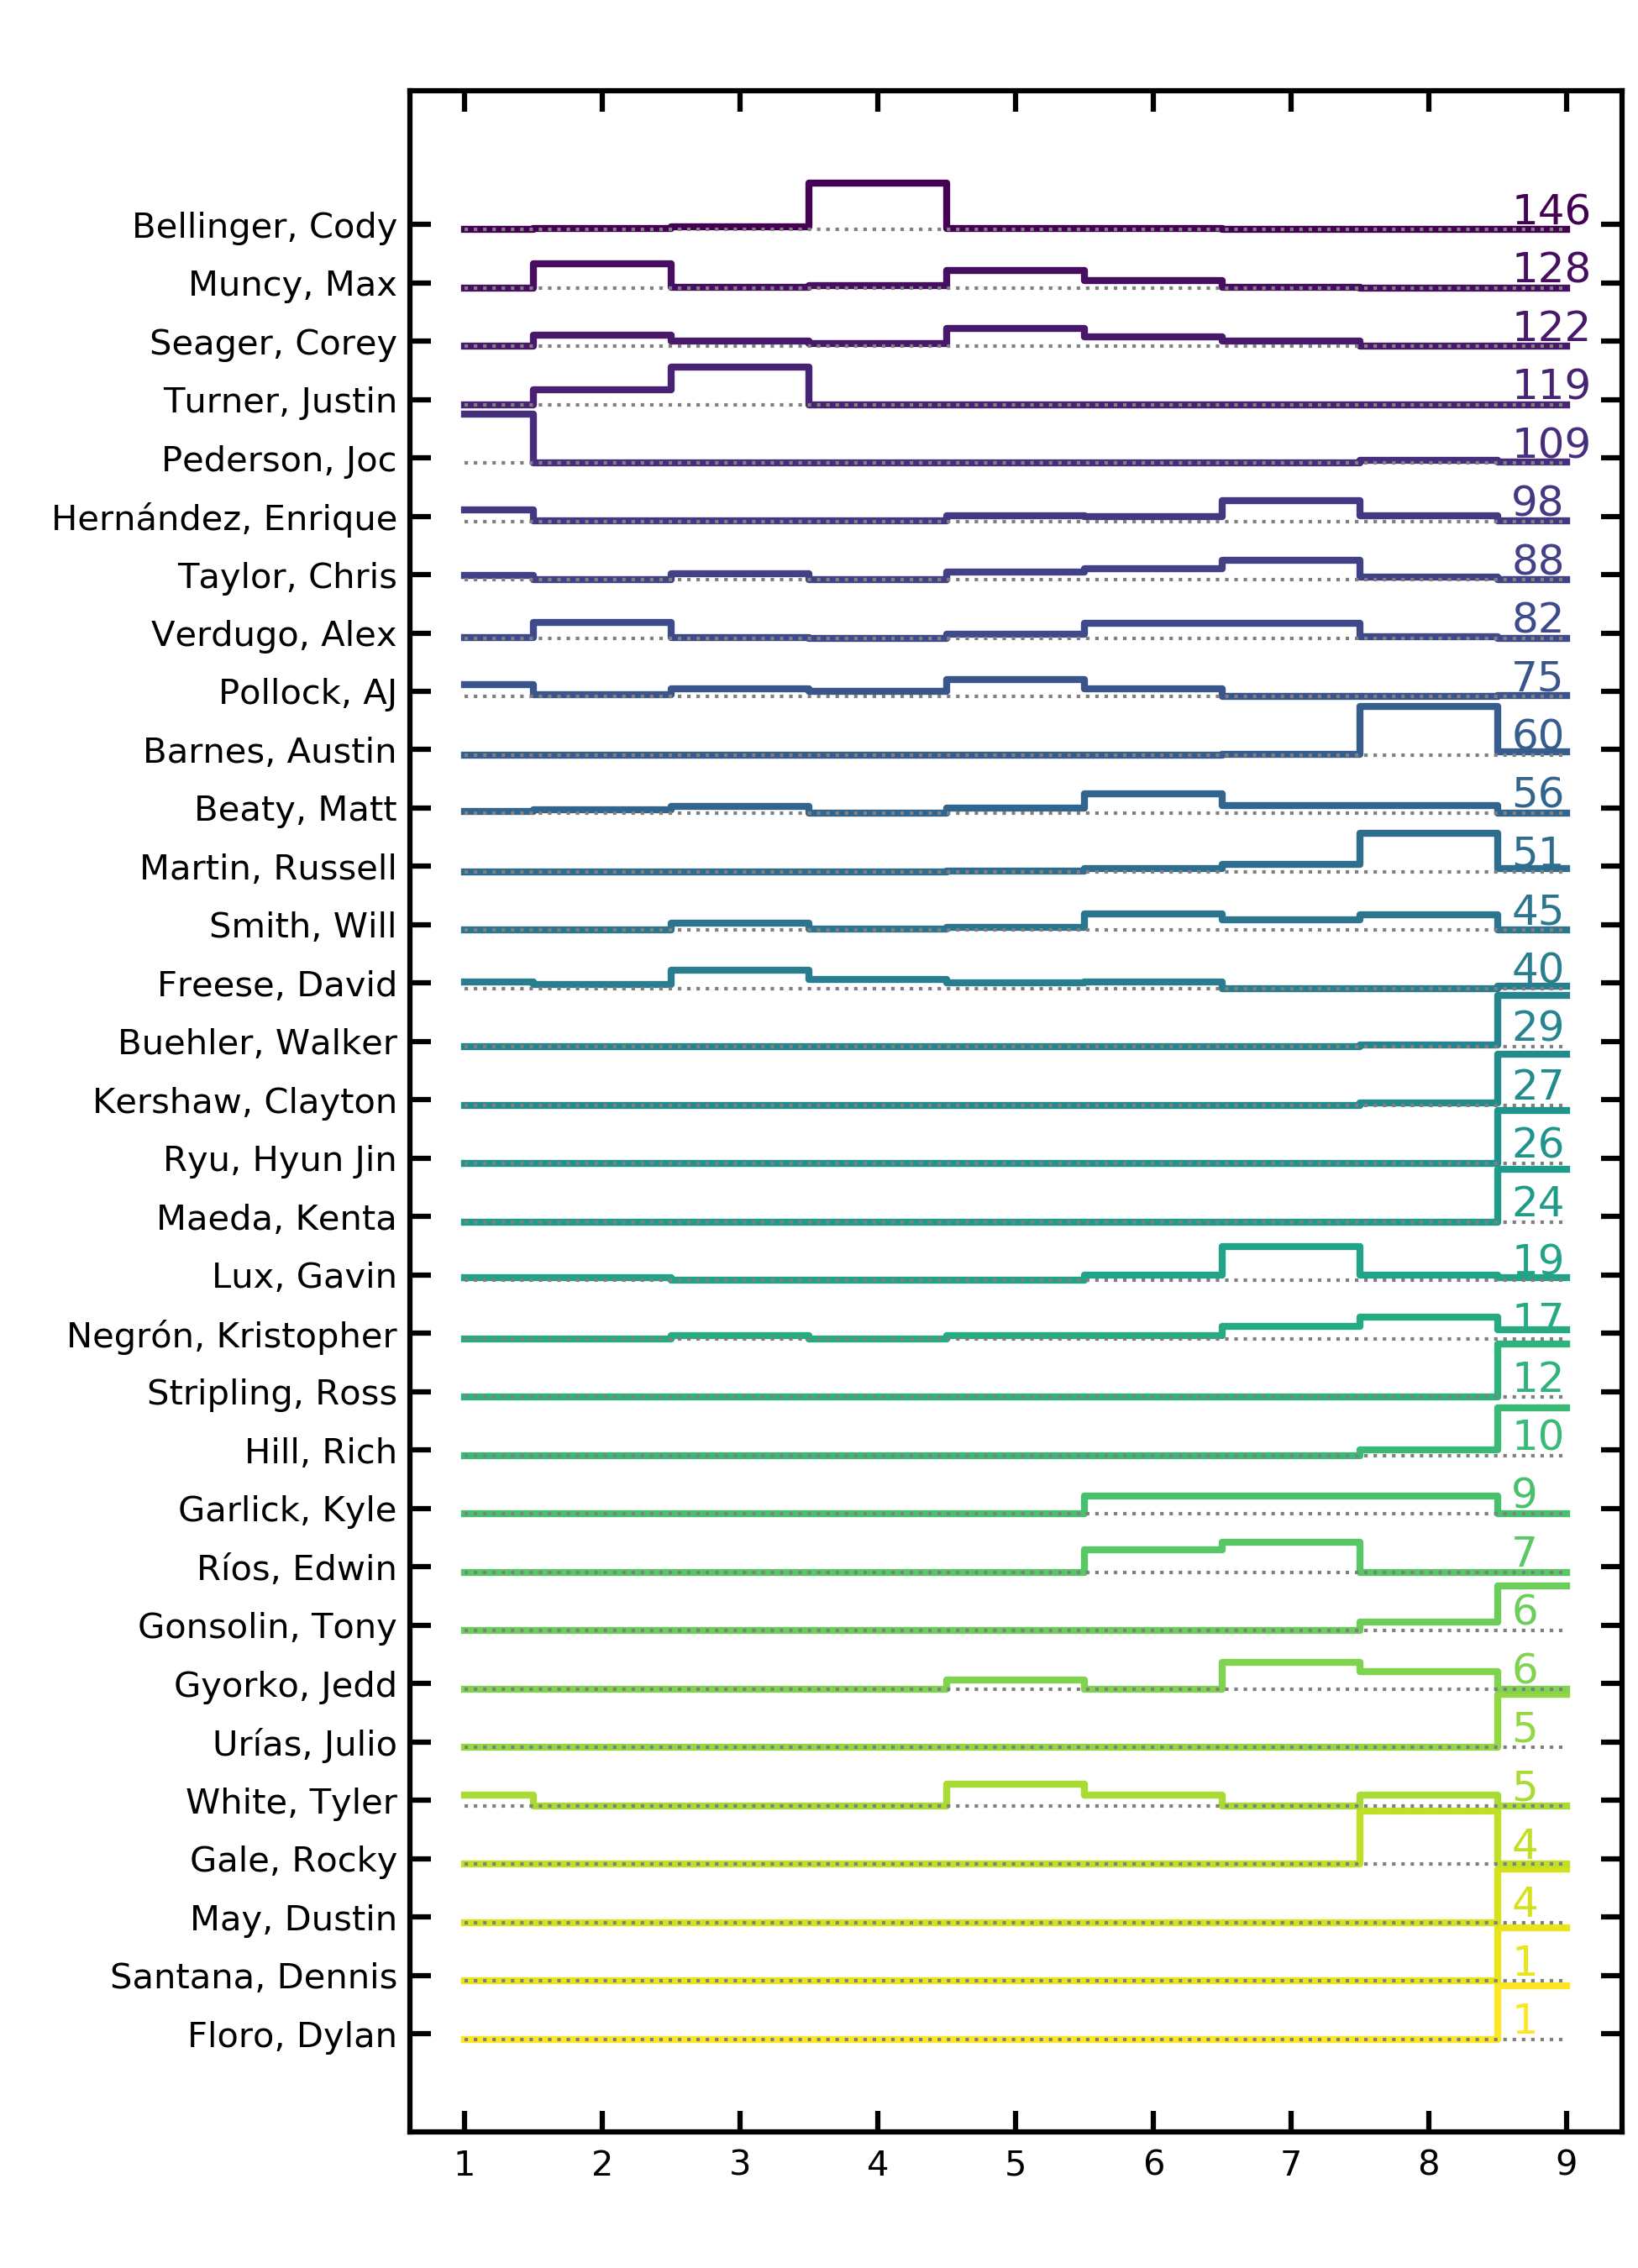 Bellinger, Cody 146
Muncy, Max 128
Seager, Corey 122
Turner, Justin 119
Pederson, Joc 109
Hernández, Enrique 98
Taylor, Chris 88
Verdugo, Alex 82
Pollock, AJ 75
Barnes, Austin 60
Beaty, Matt 56
Martin, Russell 51
Smith, Will 45
Freese, David 40
Buehler, Walker 29
Kershaw, Clayton 27
Ryu, Hyun Jin 26
Maeda, Kenta 24
Lux, Gavin 19
Negrón, Kristopher 17
Stripling, Ross 12
Hill, Rich 10
Garlick, Kyle 9
Ríos, Edwin 7
Gonsolin, Tony 6
Gyorko, Jedd 6
Urías, Julio 5
White, Tyler 5
Gale, Rocky 4
May, Dustin 4
Santana, Dennis 1
Floro, Dylan 1
1 2 3 4 5 6 7 8 9